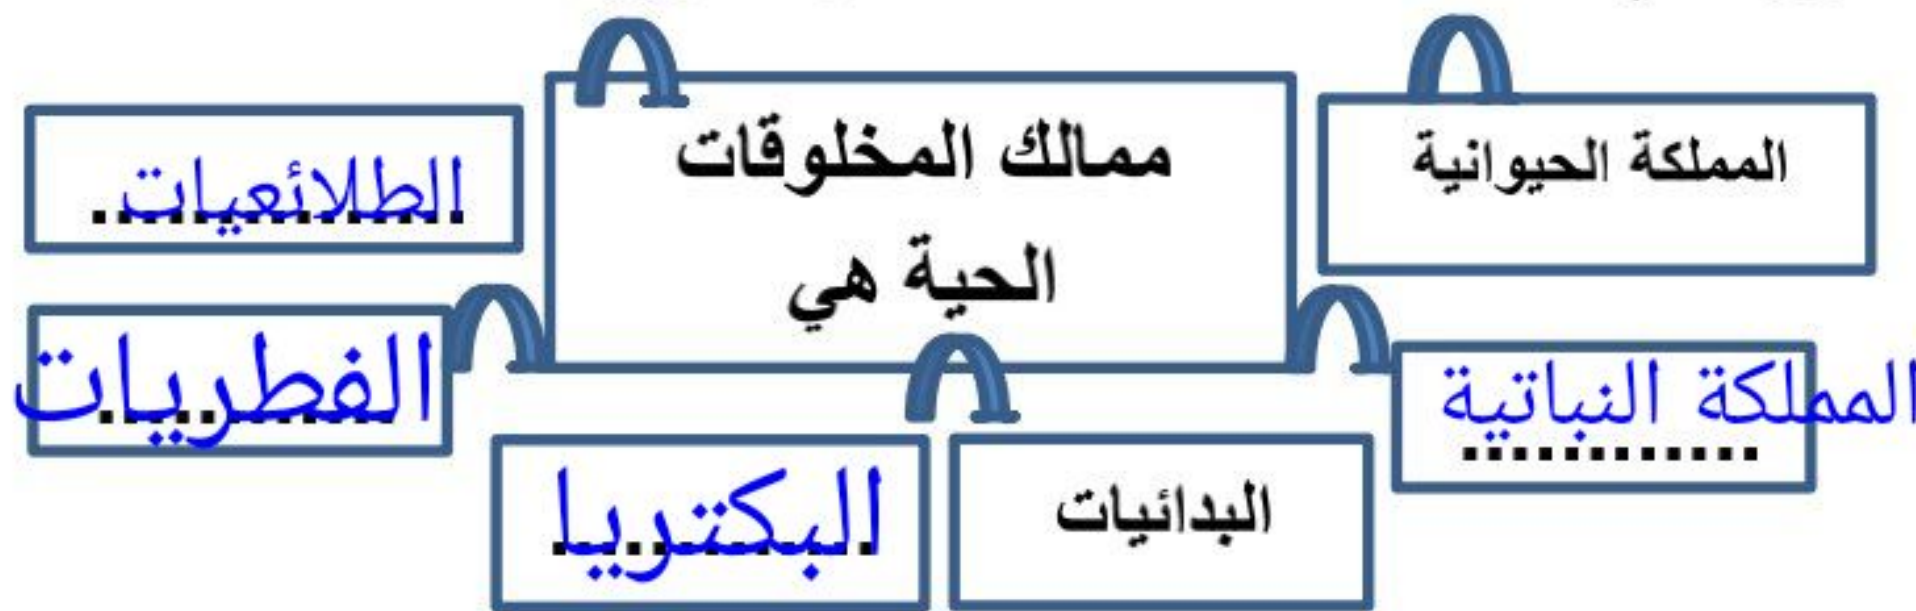 ممالك المخلوقات
الحية هي
المملكة الحيوانية
المملكة النباتية
............
البدائيات
البكتريا
الفطريات
الطلائعيات